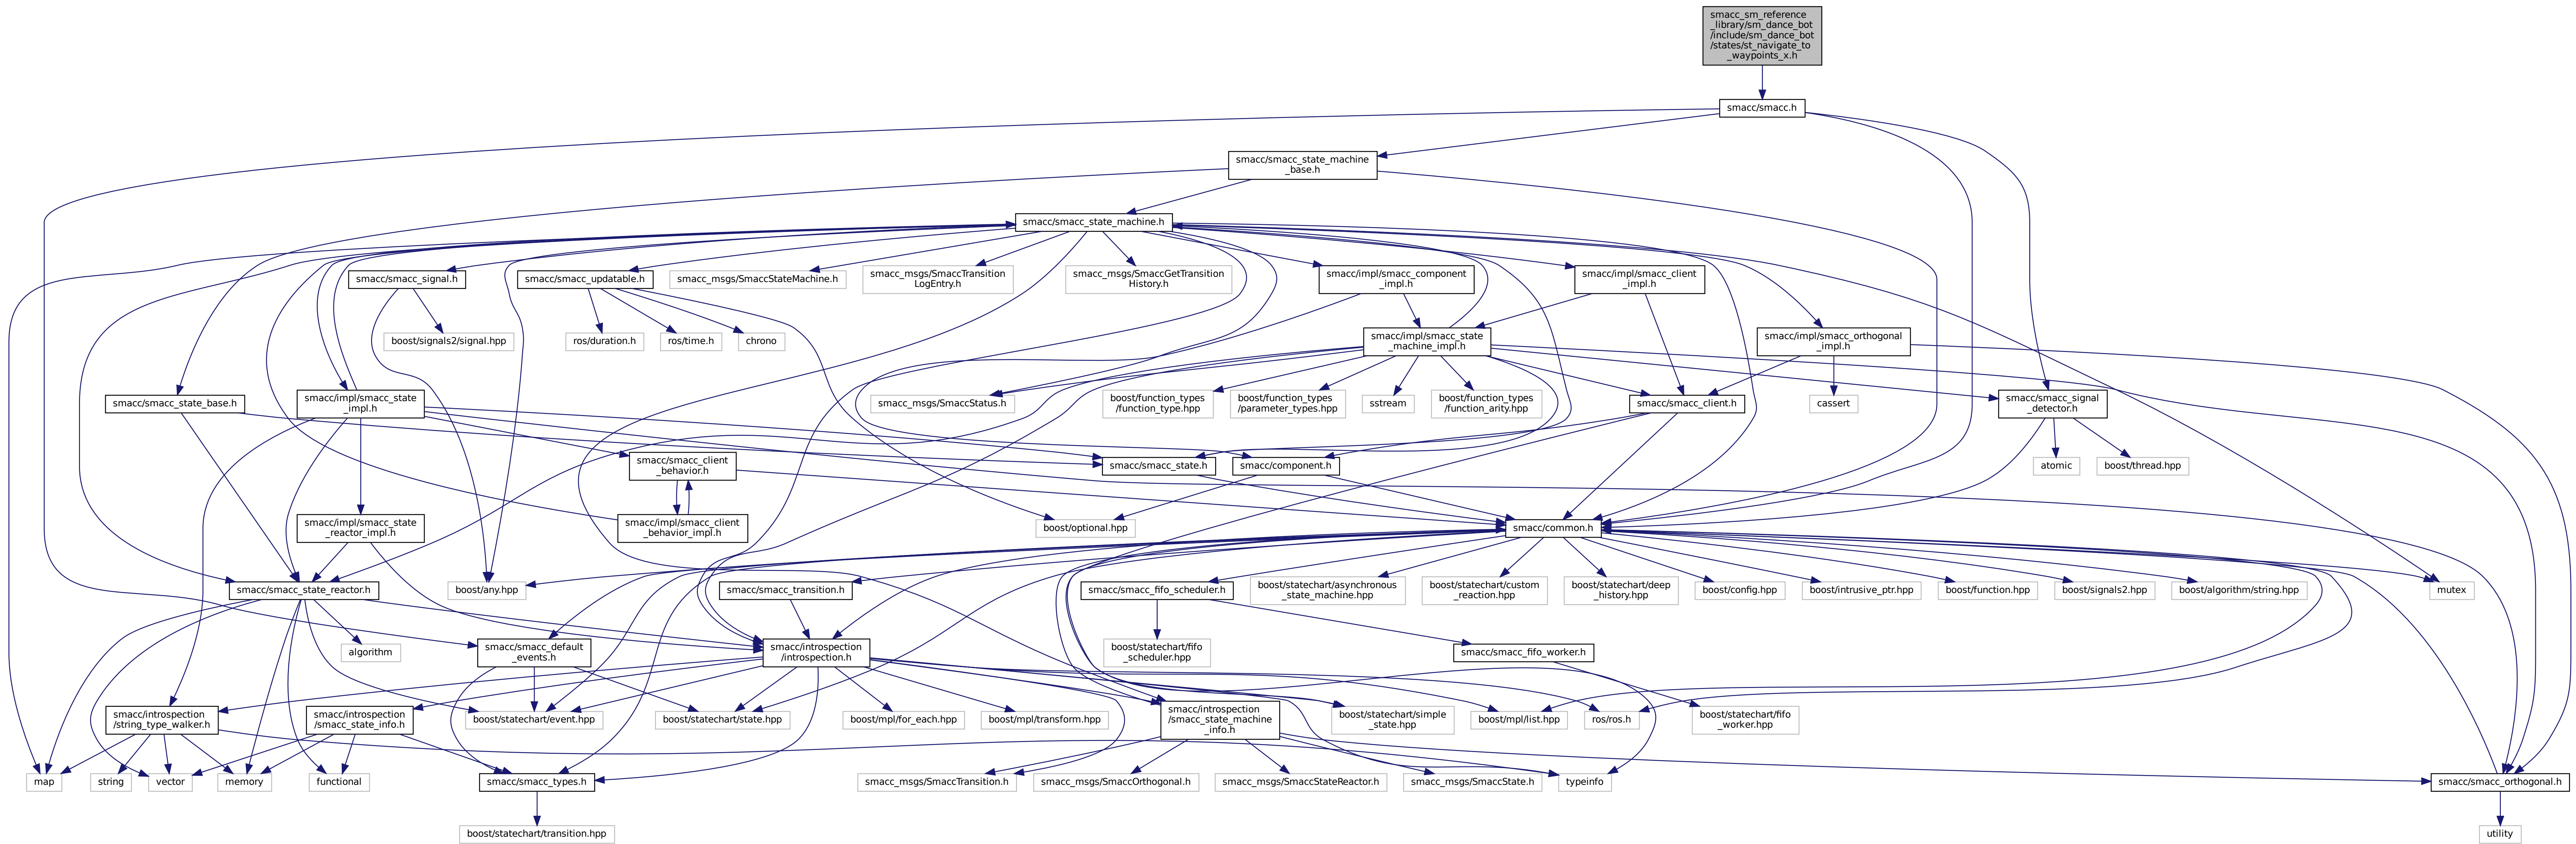 smacc_sm_reference
_library/sm_dance_bot
/include/sm_dance_bot
/states/st_navigate_to
_waypoints_x.h
smacc/smacc.h
smacc/smacc_state_machine
_base.h
smacc/smacc_state_machine.h
smacc/smacc_signal.h
smacc/smacc_updatable.h
smacc_msgs/SmaccStateMachine.h
smacc_msgs/SmaccTransition
LogEntry.h
smacc_msgs/SmaccGetTransition
History.h
smacc/impl/smacc_component
_impl.h
smacc/impl/smacc_client
_impl.h
boost/signals2/signal.hpp
ros/duration.h
ros/time.h
chrono
smacc/impl/smacc_state
_machine_impl.h
smacc/impl/smacc_orthogonal
_impl.h
smacc/smacc_state_base.h
smacc/impl/smacc_state
_impl.h
smacc_msgs/SmaccStatus.h
boost/function_types
/function_type.hpp
boost/function_types
/parameter_types.hpp
sstream
boost/function_types
/function_arity.hpp
smacc/smacc_client.h
cassert
smacc/smacc_signal
_detector.h
smacc/smacc_client
_behavior.h
smacc/smacc_state.h
smacc/component.h
atomic
boost/thread.hpp
smacc/impl/smacc_state
_reactor_impl.h
smacc/impl/smacc_client
_behavior_impl.h
boost/optional.hpp
smacc/common.h
smacc/smacc_state_reactor.h
boost/any.hpp
smacc/smacc_transition.h
smacc/smacc_fifo_scheduler.h
boost/statechart/asynchronous
_state_machine.hpp
boost/statechart/custom
_reaction.hpp
boost/statechart/deep
_history.hpp
boost/config.hpp
boost/intrusive_ptr.hpp
boost/function.hpp
boost/signals2.hpp
boost/algorithm/string.hpp
mutex
algorithm
smacc/smacc_default
_events.h
smacc/introspection
/introspection.h
boost/statechart/fifo
_scheduler.hpp
smacc/smacc_fifo_worker.h
smacc/introspection
/string_type_walker.h
smacc/introspection
/smacc_state_info.h
boost/statechart/event.hpp
boost/statechart/state.hpp
boost/mpl/for_each.hpp
boost/mpl/transform.hpp
smacc/introspection
/smacc_state_machine
_info.h
boost/statechart/simple
_state.hpp
boost/mpl/list.hpp
ros/ros.h
boost/statechart/fifo
_worker.hpp
map
string
vector
memory
functional
smacc/smacc_types.h
smacc_msgs/SmaccTransition.h
smacc_msgs/SmaccOrthogonal.h
smacc_msgs/SmaccStateReactor.h
smacc_msgs/SmaccState.h
typeinfo
smacc/smacc_orthogonal.h
boost/statechart/transition.hpp
utility